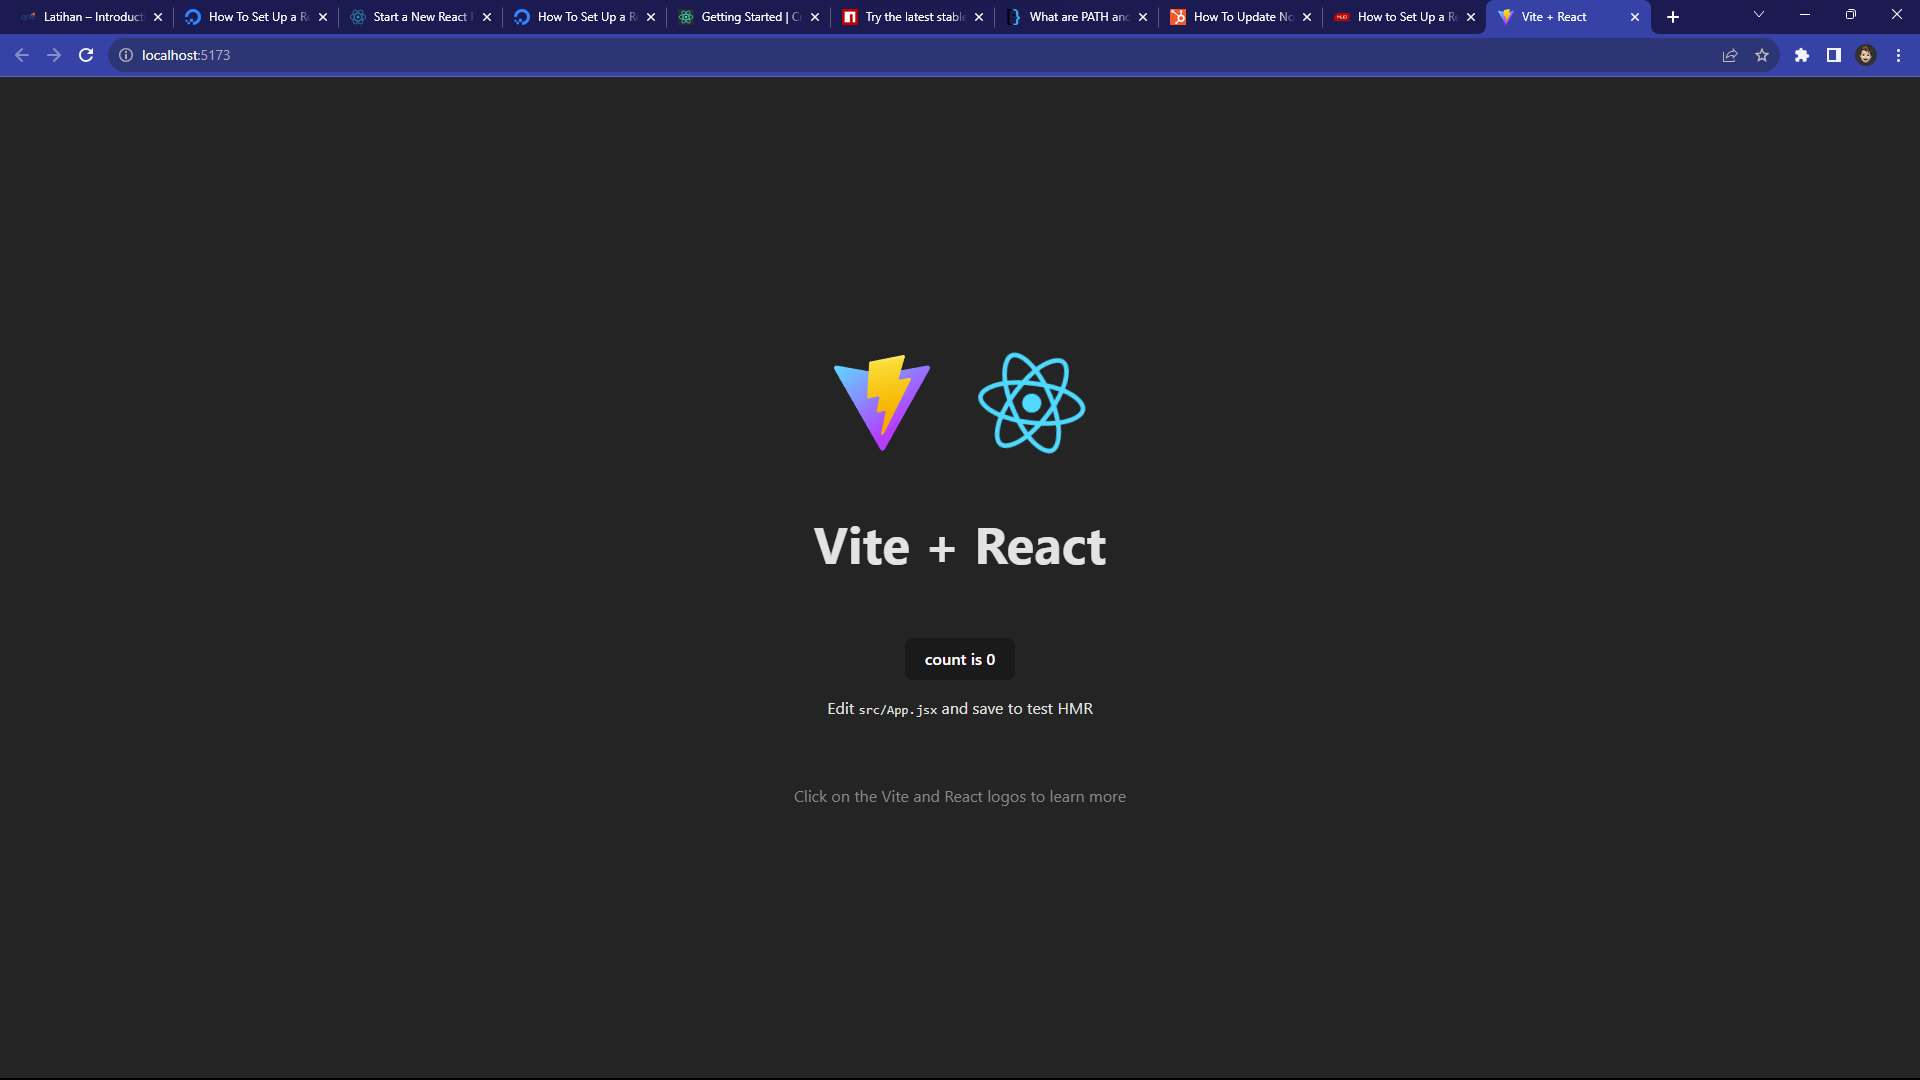 Latihan – Introduct
How To Set Up a R
Start a New React
How To Set Up a R
Getting Started | C
Try the latest stable
What are PATH and
How To Update No
How to Set Up a R
Vite + React
localhost:5173
Vite + React
count is 0
Edit src/App.jsx and save to test HMR
Click on the Vite and React logos to learn more